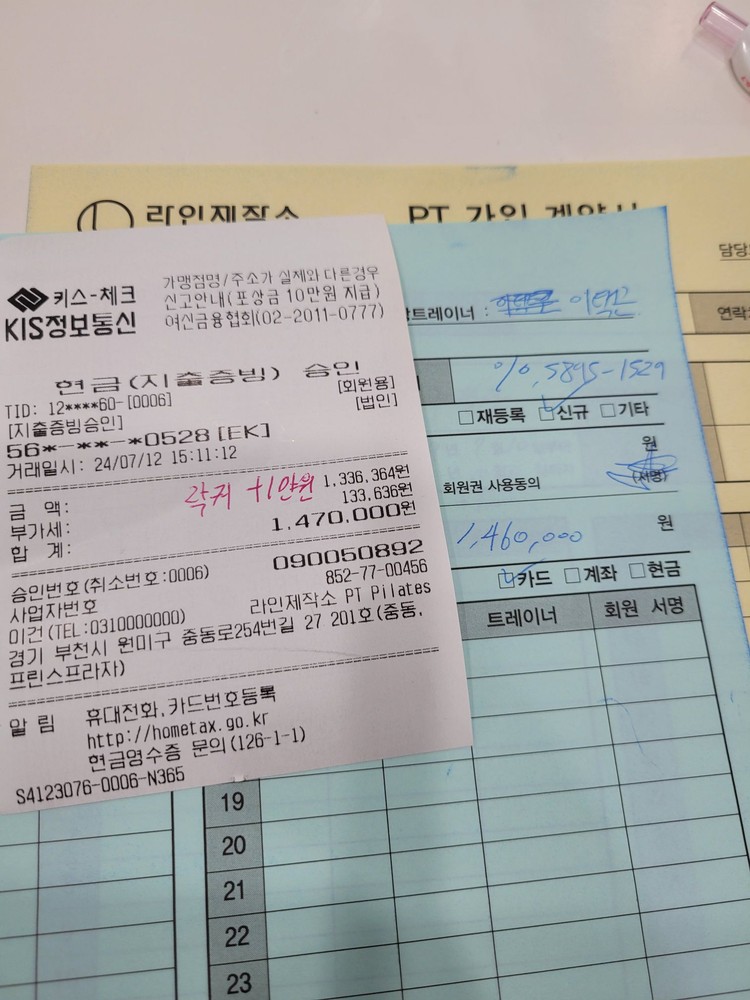 라인제작소 PT 가입 계약서
담당
연락
키스-체크
KIS정보통신
가맹점명/주소가 실제와 다른경우
신고안내(포상금 10만원 지급)
여신금융협회(02-2011-0777)
현금(지출증빙) 승인
TID: 12****60-[0006] [회원용]
[지출증빙승인] [법인]
56*-**-*0528 [EK]
거래일시: 24/07/12 15:11:12
금 액: 1,336,364원
락커 +1만원
부가세: 133,636원
합 계: 1,470,000원
승인번호(취소번호:0006) 090050892
사업자번호 852-77-00456
이건(TEL:0310000000) 라인제작소 PT Pilates
경기 부천시 원미구 중동로254번길 27 201호(중동,
프린스프라자)
알 림 휴대전화,카드번호등록
http://hometax.go.kr
현금영수증 문의(126-1-1)
S4123076-0006-N365
트레이너 : 이택근
010,5895-1529
재등록 신규 기타
원
회원권 사용동의 (서명)
1,460,000 원
카드 계좌 현금
트레이너 회원 서명
19
20
21
22
23